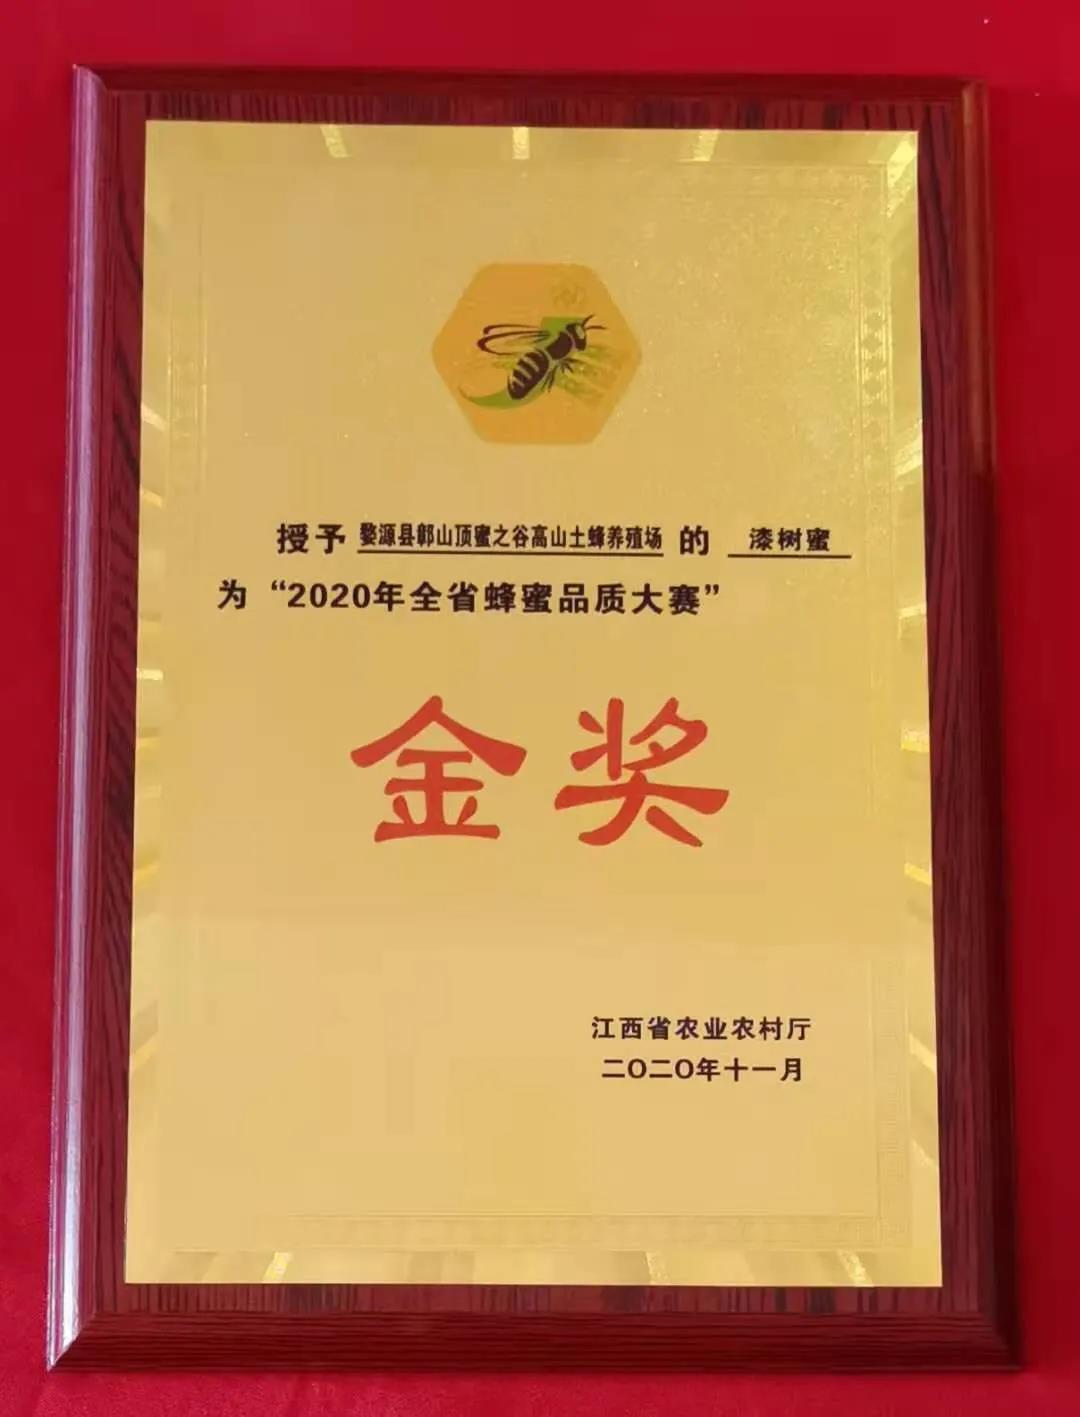 授予 婺源县鄣山顶蜜之谷高山土蜂养殖场 的 漆树蜜
为“2020年全省蜂蜜品质大赛”
金奖
江西省农业农村厅
二〇二〇年十一月